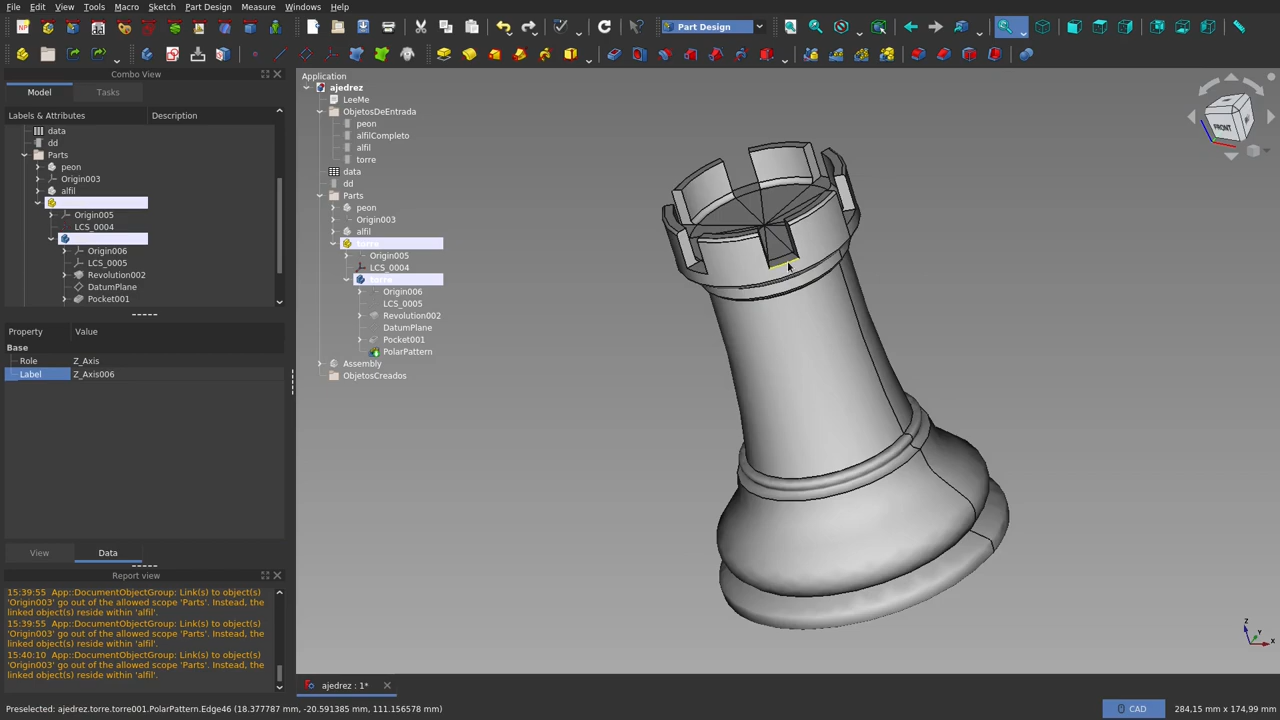 File Edit View Tools Macro Sketch Part Design Measure Windows Help
Part Design
Combo View
Model Tasks
Labels & Attributes Description
data
dd
Parts
peon
Origin003
alfil
Origin005
LCS_0004
Origin006
LCS_0005
Revolution002
DatumPlane
Pocket001
Property Value
Base
Role Z_Axis
Label Z_Axis006
View Data
Report view
15:39:55 App::DocumentObjectGroup: Link(s) to object(s)
'Origin003' go out of the allowed scope 'Parts'. Instead, the
linked object(s) reside within 'alfil'.
15:39:55 App::DocumentObjectGroup: Link(s) to object(s)
'Origin003' go out of the allowed scope 'Parts'. Instead, the
linked object(s) reside within 'alfil'.
15:40:10 App::DocumentObjectGroup: Link(s) to object(s)
'Origin003' go out of the allowed scope 'Parts'. Instead, the
linked object(s) reside within 'alfil'.
Application
ajedrez
LeeMe
ObjetosDeEntrada
peon
alfilCompleto
alfil
torre
data
dd
Parts
peon
Origin003
alfil
torre
Origin005
LCS_0004
torre
Origin006
LCS_0005
Revolution002
DatumPlane
Pocket001
PolarPattern
Assembly
ObjetosCreados
FRONT
Z
Y
X
ajedrez : 1*
Preselected: ajedrez.torre.torre001.PolarPattern.Edge46 (18.377787 mm, -20.591385 mm, 111.156578 mm)
CAD
284,15 mm x 174,99 mm